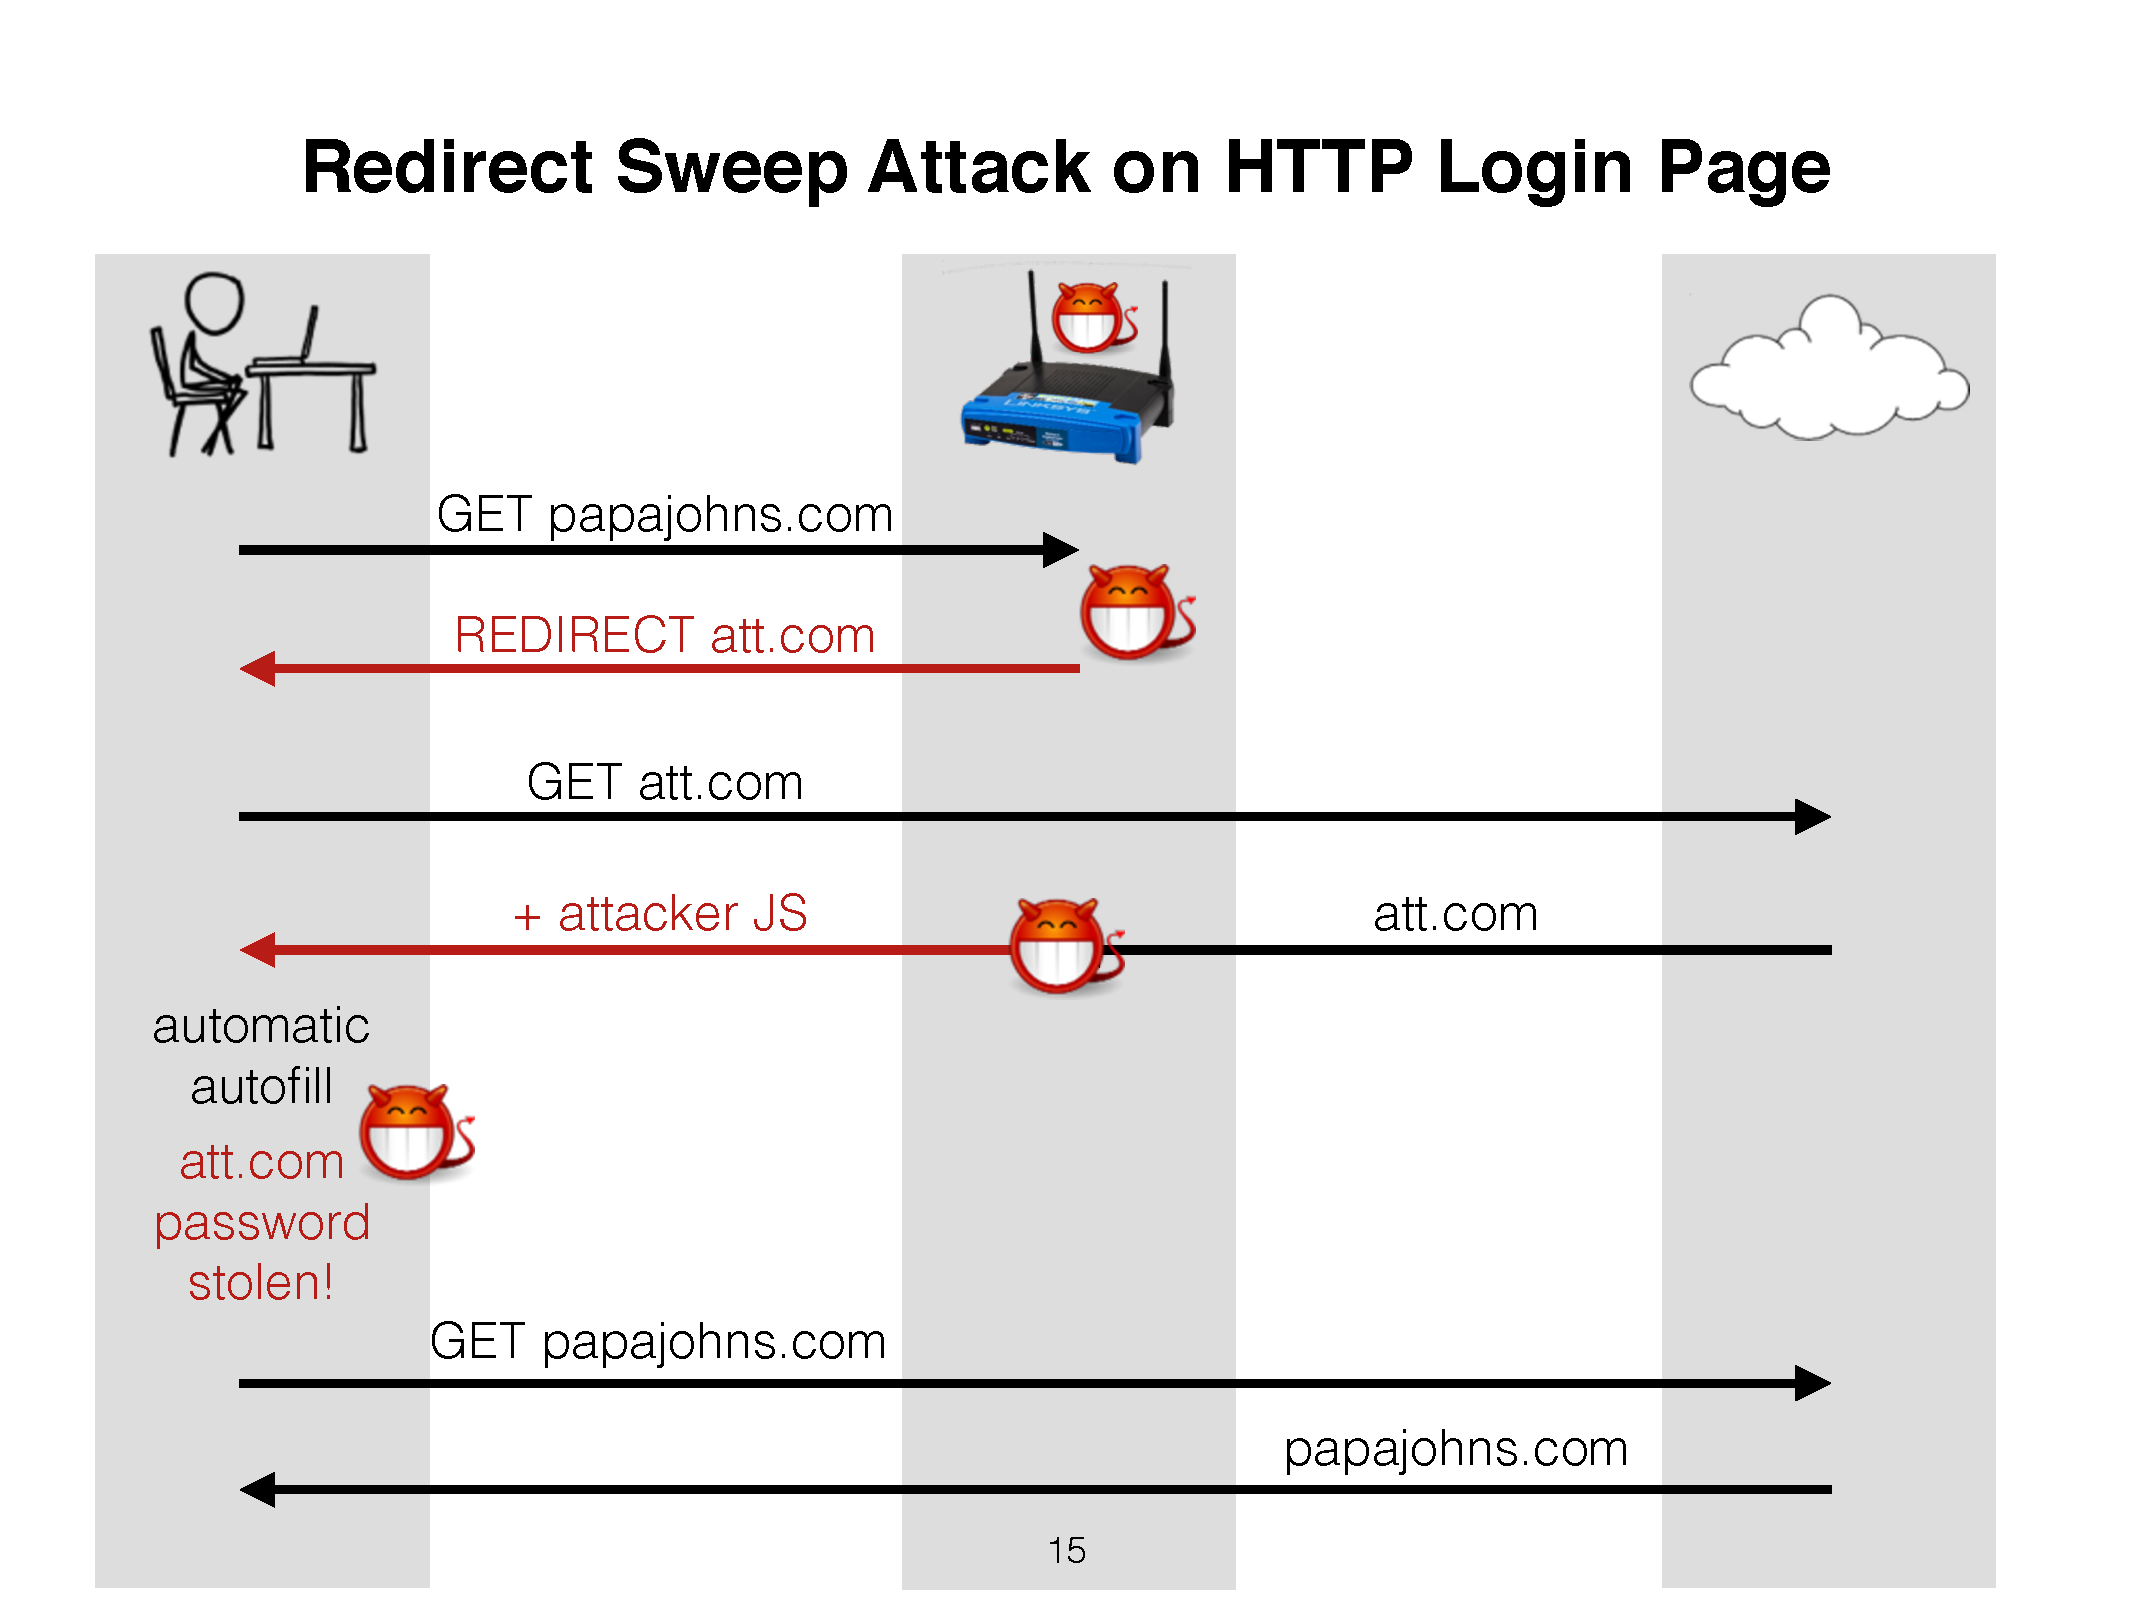 Redirect Sweep Attack on HTTP Login Page
LINKSYS
GET papajohns.com
REDIRECT att.com
GET att.com
+ attacker JS
att.com
automatic
autofill
att.com
password
stolen!
GET papajohns.com
papajohns.com
15